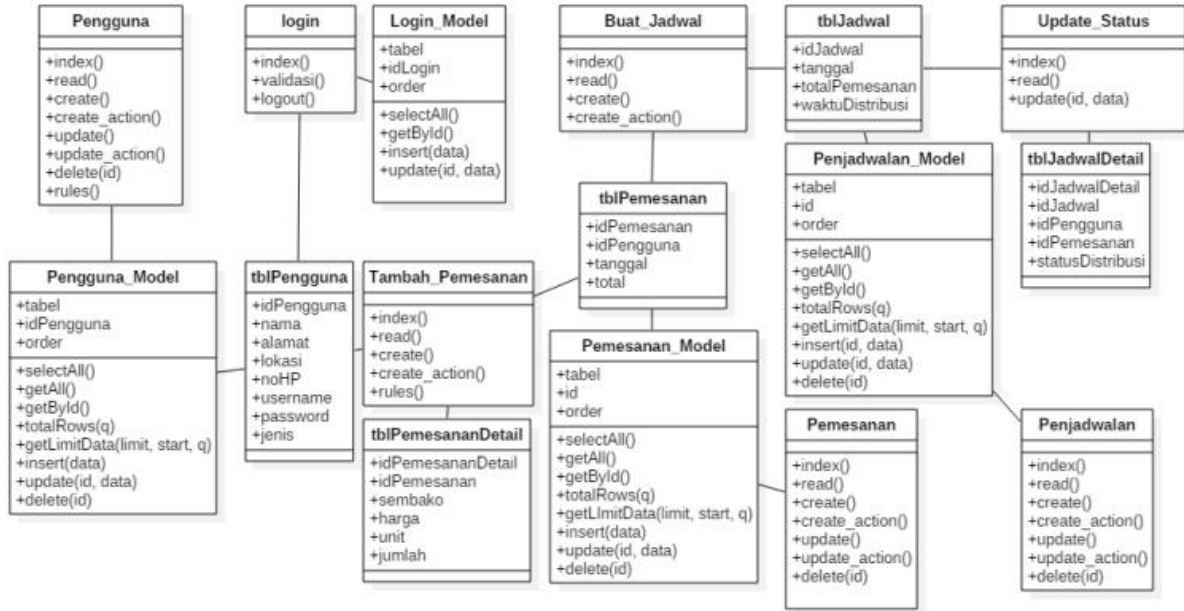 Pengguna
+index()
+read()
+create()
+create_action()
+update()
+update_action()
+delete(id)
+rules()
login
+index()
+validasi()
+logout()
Login_Model
+tabel
+idLogin
+order
+selectAll()
+getById()
+insert(data)
+update(id, data)
Buat_Jadwal
+index()
+read()
+create()
+create_action()
tblJadwal
+idJadwal
+tanggal
+totalPemesanan
+waktuDistribusi
Update_Status
+index()
+read()
+update(id, data)
Penjadwalan_Model
+tabel
+id
+order
+selectAll()
+getAll()
+getById()
+totalRows(q)
+getLimitData(limit, start, q)
+insert(id, data)
+update(id, data)
+delete(id)
tblJadwalDetail
+idJadwalDetail
+idJadwal
+idPengguna
+idPemesanan
+statusDistribusi
tblPemesanan
+idPemesanan
+idPengguna
+tanggal
+total
Pengguna_Model
+tabel
+idPengguna
+order
+selectAll()
+getAll()
+getById()
+totalRows(q)
+getLimitData(limit, start, q)
+insert(data)
+update(id, data)
+delete(id)
tblPengguna
+idPengguna
+nama
+alamat
+lokasi
+noHP
+username
+password
+jenis
Tambah_Pemesanan
+index()
+read()
+create()
+create_action()
+rules()
tblPemesananDetail
+idPemesananDetail
+idPemesanan
+sembako
+harga
+unit
+jumlah
Pemesanan_Model
+tabel
+id
+order
+selectAll()
+getAll()
+getById()
+totalRows(q)
+getLImitData(limit, start, q)
+insert(data)
+update(id, data)
+delete(id)
Pemesanan
+index()
+read()
+create()
+create_action()
+update()
+update_action()
+delete(id)
Penjadwalan
+index()
+read()
+create()
+create_action()
+update()
+update_action()
+delete(id)